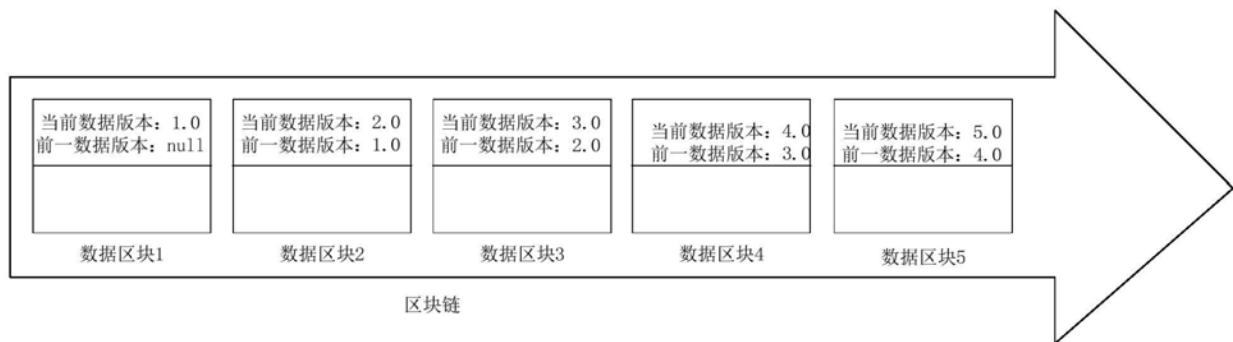 当前数据版本：1.0
前一数据版本：null
数据区块1
当前数据版本：2.0
前一数据版本：1.0
数据区块2
当前数据版本：3.0
前一数据版本：2.0
数据区块3
当前数据版本：4.0
前一数据版本：3.0
数据区块4
当前数据版本：5.0
前一数据版本：4.0
数据区块5
区块链